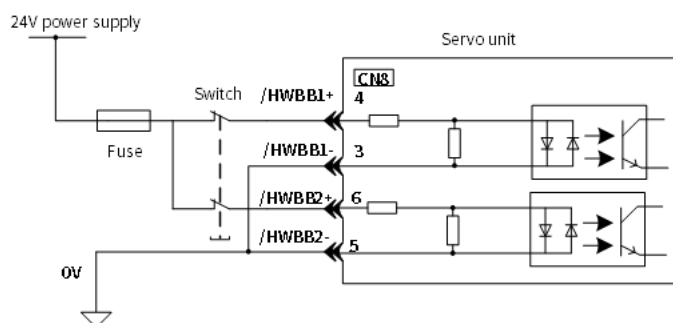 24V power supply
Servo unit
CN8
Switch
/HWBB1+
4
Fuse
/HWBB1-
3
/HWBB2+
6
/HWBB2-
5
0V